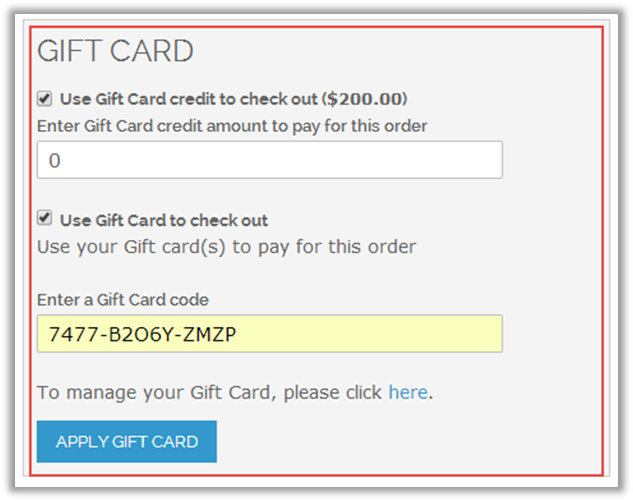 GIFT CARD
Use Gift Card credit to check out ($200.00)
Enter Gift Card credit amount to pay for this order
0
Use Gift Card to check out
Use your Gift card(s) to pay for this order
Enter a Gift Card code
7477-B2O6Y-ZMZP
To manage your Gift Card, please click here.
APPLY GIFT CARD